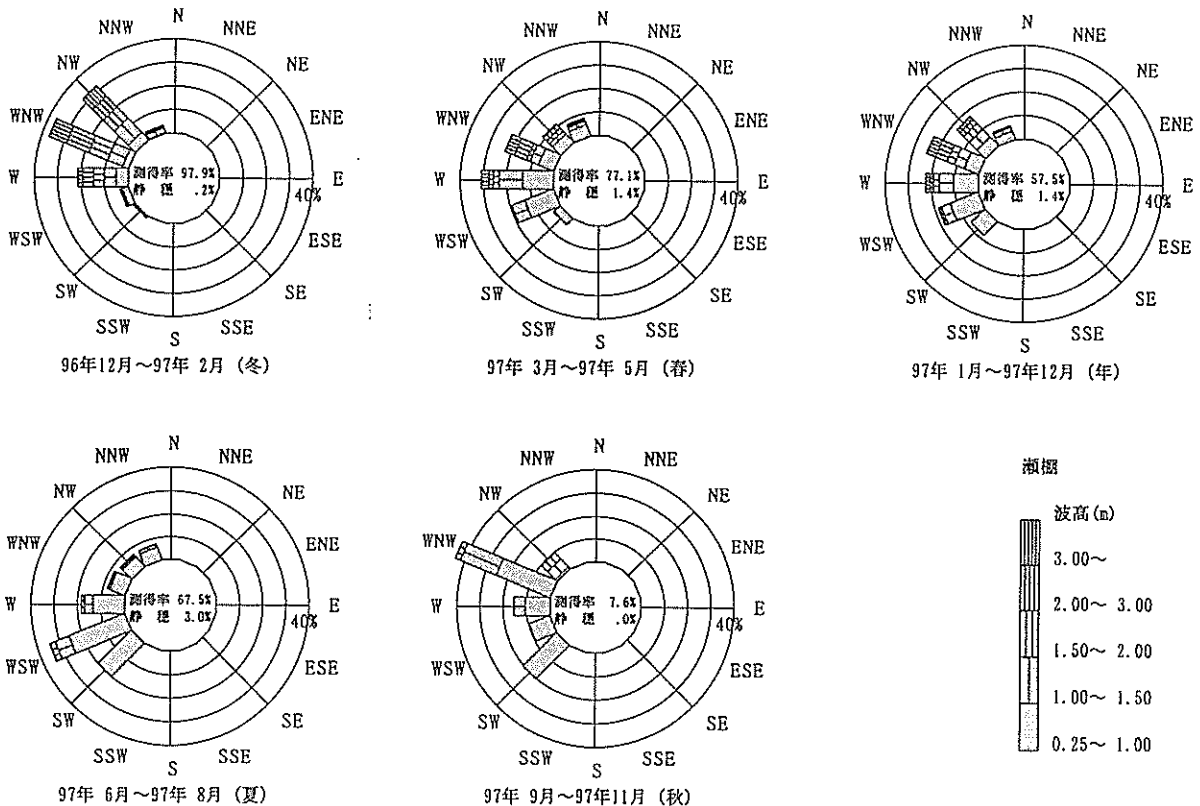 N
NNW
NNE
NW
NE
WNW
ENE
W
測得率 97.9%
静 穏 .2%
E
40%
WSW
ESE
SW
SE
SSW
SSE
S
96年12月～97年 2月 (冬)
N
NNW
NNE
NW
NE
WNW
ENE
W
測得率 77.1%
静 穏 1.4%
E
40%
WSW
ESE
SW
SE
SSW
SSE
S
97年 3月～97年 5月 (春)
N
NNW
NNE
NW
NE
WNW
ENE
W
測得率 57.5%
静 穏 1.4%
E
40%
WSW
ESE
SW
SE
SSW
SSE
S
97年 1月～97年12月 (年)
N
NNW
NNE
NW
NE
WNW
ENE
W
測得率 67.5%
静 穏 3.0%
E
40%
WSW
ESE
SW
SE
SSW
SSE
S
97年 6月～97年 8月 (夏)
N
NNW
NNE
NW
NE
WNW
ENE
W
測得率 7.6%
静 穏 .0%
E
40%
WSW
ESE
SW
SE
SSW
SSE
S
97年 9月～97年11月 (秋)
瀬棚
波高(m)
3.00～
2.00～ 3.00
1.50～ 2.00
1.00～ 1.50
0.25～ 1.00